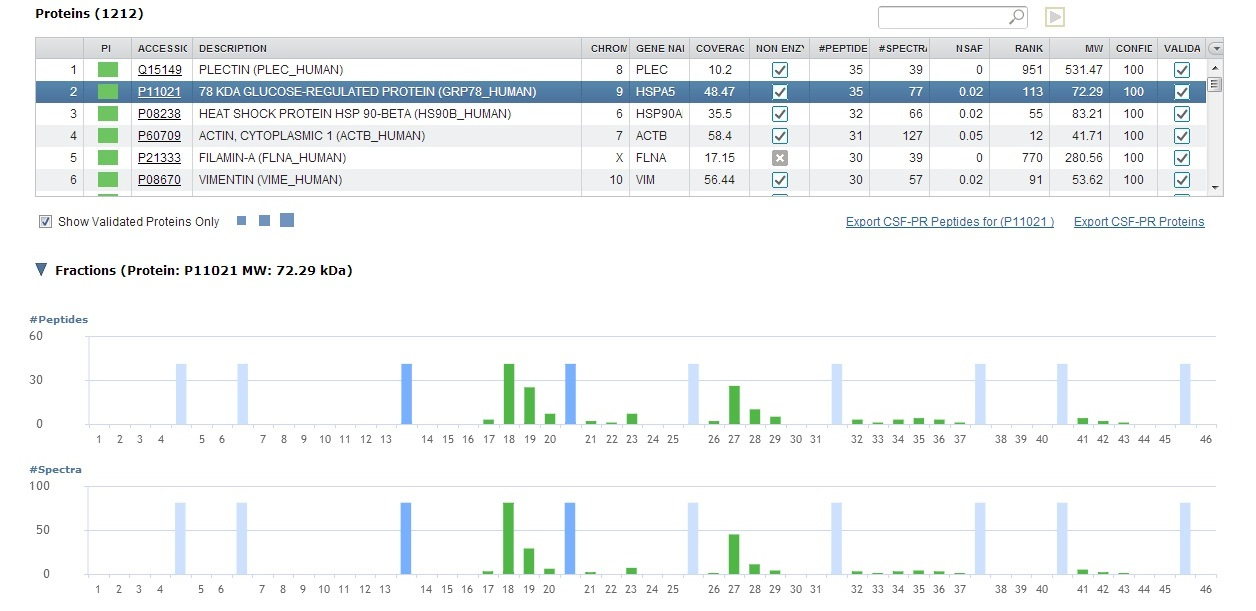 Proteins (1212)
PI ACCESSIC DESCRIPTION CHROM GENE NAI COVERAC NON ENZY #PEPTIDE #SPECTRA NSAF RANK MW CONFID VALIDA
1 Q15149 PLECTIN (PLEC_HUMAN) 8 PLEC 10.2 35 39 0 951 531.47 100
2 P11021 78 KDA GLUCOSE-REGULATED PROTEIN (GRP78_HUMAN) 9 HSPA5 48.47 35 77 0.02 113 72.29 100
3 P08238 HEAT SHOCK PROTEIN HSP 90-BETA (HS90B_HUMAN) 6 HSP90A 35.5 32 66 0.02 55 83.21 100
4 P60709 ACTIN, CYTOPLASMIC 1 (ACTB_HUMAN) 7 ACTB 58.4 31 127 0.05 12 41.71 100
5 P21333 FILAMIN-A (FLNA_HUMAN) X FLNA 17.15 30 39 0 770 280.56 100
6 P08670 VIMENTIN (VIME_HUMAN) 10 VIM 56.44 30 57 0.02 91 53.62 100
Show Validated Proteins Only Export CSF-PR Peptides for (P11021 ) Export CSF-PR Proteins
Fractions (Protein: P11021 MW: 72.29 kDa)
#Peptides
60
30
0
1 2 3 4 5 6 7 8 9 10 11 12 13 14 15 16 17 18 19 20 21 22 23 24 25 26 27 28 29 30 31 32 33 34 35 36 37 38 39 40 41 42 43 44 45 46
#Spectra
100
50
0
1 2 3 4 5 6 7 8 9 10 11 12 13 14 15 16 17 18 19 20 21 22 23 24 25 26 27 28 29 30 31 32 33 34 35 36 37 38 39 40 41 42 43 44 45 46